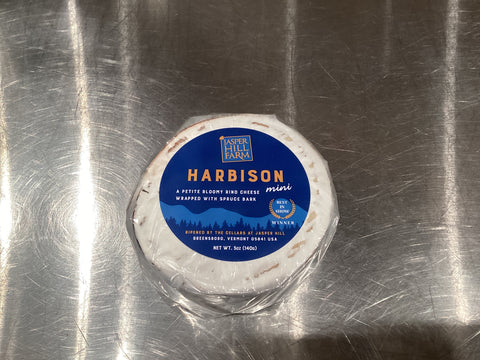 JASPER
HILL
FARM
HARBISON
mini
A PETITE BLOOMY RIND CHEESE
WRAPPED WITH SPRUCE BARK
BEST
IN
SHOW
WINNER
RIPENED BY THE CELLARS AT JASPER HILL
GREENSBORO, VERMONT 05841 USA
NET WT. 5oz (140g)